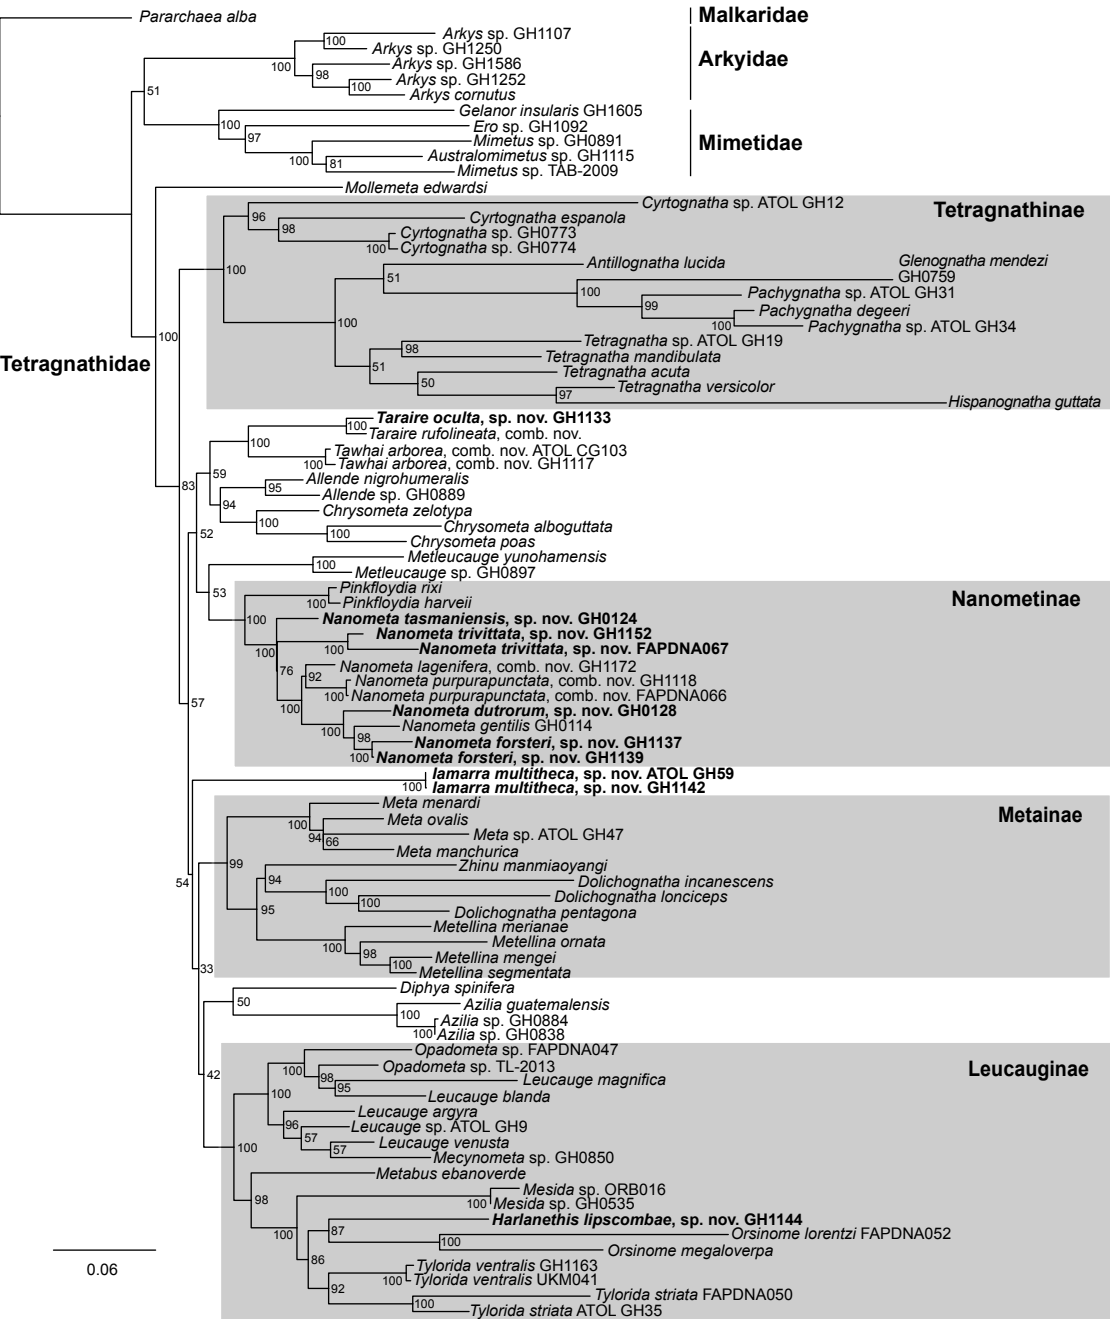 Pararchaea alba
Malkaridae
Arkys sp. GH1107
100
Arkys sp. GH1250
Arkyidae
100
Arkys sp. GH1586
98
Arkys sp. GH1252
100
Arkys cornutus
51
Gelanor insularis GH1605
100
Ero sp. GH1092
97
Mimetus sp. GH0891
Mimetidae
100
Australomimetus sp. GH1115
81
Mimetus sp. TAB-2009
Mollemeta edwardsi
Tetragnathinae
Cyrtognatha sp. ATOL GH12
96
Cyrtognatha espanola
98
Cyrtognatha sp. GH0773
100
Cyrtognatha sp. GH0774
100
Antillognatha lucida
Glenognatha mendezi
GH0759
51
100
Pachygnatha sp. ATOL GH31
99
Pachygnatha degeeri
100
Pachygnatha sp. ATOL GH34
100
Tetragnatha sp. ATOL GH19
98
Tetragnatha mandibulata
51
Tetragnatha acuta
50
Tetragnatha versicolor
97
Hispanognatha guttata
100
Tetragnathidae
Taraire oculta, sp. nov. GH1133
100
Taraire rufolineata, comb. nov.
100
Tawhai arborea, comb. nov. ATOL CG103
100
Tawhai arborea, comb. nov. GH1117
59
Allende nigrohumeralis
95
Allende sp. GH0889
94
Chrysometa zelotypa
100
Chrysometa alboguttata
100
Chrysometa poas
83
52
Metleucauge yunohamensis
100
Metleucauge sp. GH0897
53
Nanometinae
Pinkfloydia rixi
100
Pinkfloydia harveii
100
Nanometa tasmaniensis, sp. nov. GH0124
Nanometa trivittata, sp. nov. GH1152
100
Nanometa trivittata, sp. nov. FAPDNA067
100
76
Nanometa lagenifera, comb. nov. GH1172
92
Nanometa purpurapunctata, comb. nov. GH1118
100
Nanometa purpurapunctata, comb. nov. FAPDNA066
100
Nanometa dutrorum, sp. nov. GH0128
100
Nanometa gentilis GH0114
98
Nanometa forsteri, sp. nov. GH1137
100
Nanometa forsteri, sp. nov. GH1139
57
Iamarra multitheca, sp. nov. ATOL GH59
100
Iamarra multitheca, sp. nov. GH1142
Metainae
Meta menardi
100
Meta ovalis
94
66
Meta sp. ATOL GH47
Meta manchurica
99
Zhinu manmiaoyangi
94
Dolichognatha incanescens
100
Dolichognatha lonciceps
100
Dolichognatha pentagona
95
Metellina merianae
100
Metellina ornata
98
Metellina mengei
100
Metellina segmentata
54
33
Diphya spinifera
50
Azilia guatemalensis
100
Azilia sp. GH0884
100
Azilia sp. GH0838
42
Leucauginae
Opadometa sp. FAPDNA047
100
Opadometa sp. TL-2013
98
Leucauge magnifica
95
Leucauge blanda
100
Leucauge argyra
96
Leucauge sp. ATOL GH9
57
Leucauge venusta
57
Mecynometa sp. GH0850
100
Metabus ebanoverde
98
Mesida sp. ORB016
100
Mesida sp. GH0535
100
Harlanethis lipscombae, sp. nov. GH1144
87
Orsinome lorentzi FAPDNA052
100
Orsinome megaloverpa
86
Tylorida ventralis GH1163
100
Tylorida ventralis UKM041
92
Tylorida striata FAPDNA050
100
Tylorida striata ATOL GH35
0.06